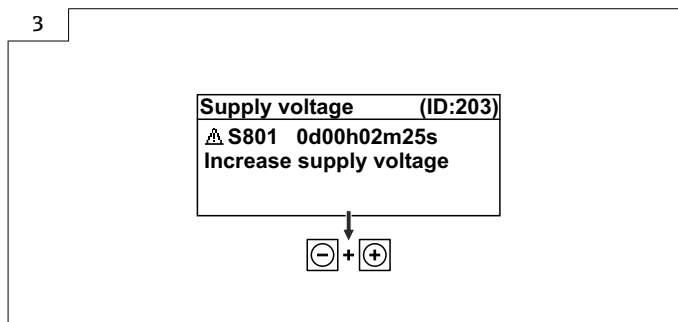 3
Supply voltage (ID:203)
⚠ S801 0d00h02m25s
Increase supply voltage
- + +